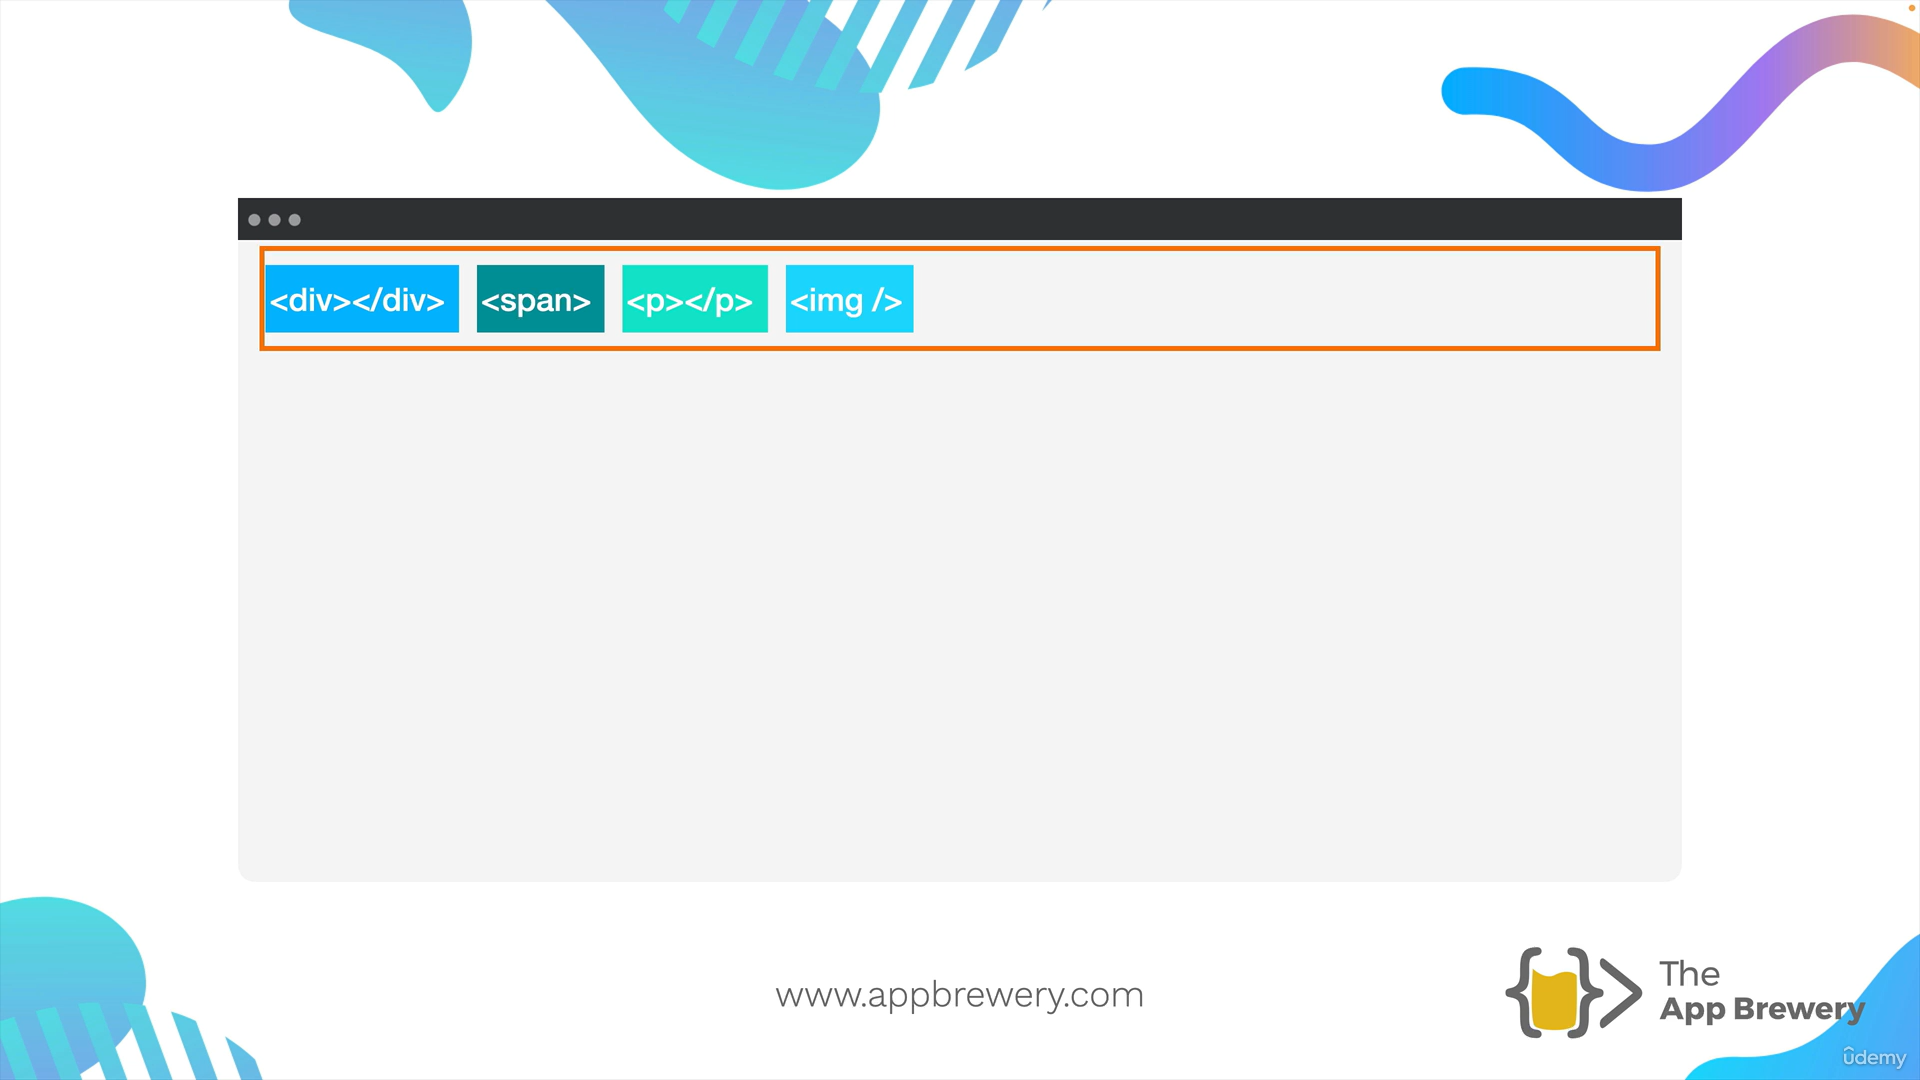 <div></div> <span> <p></p> <img />
www.appbrewery.com
The
App Brewery
ûdemy